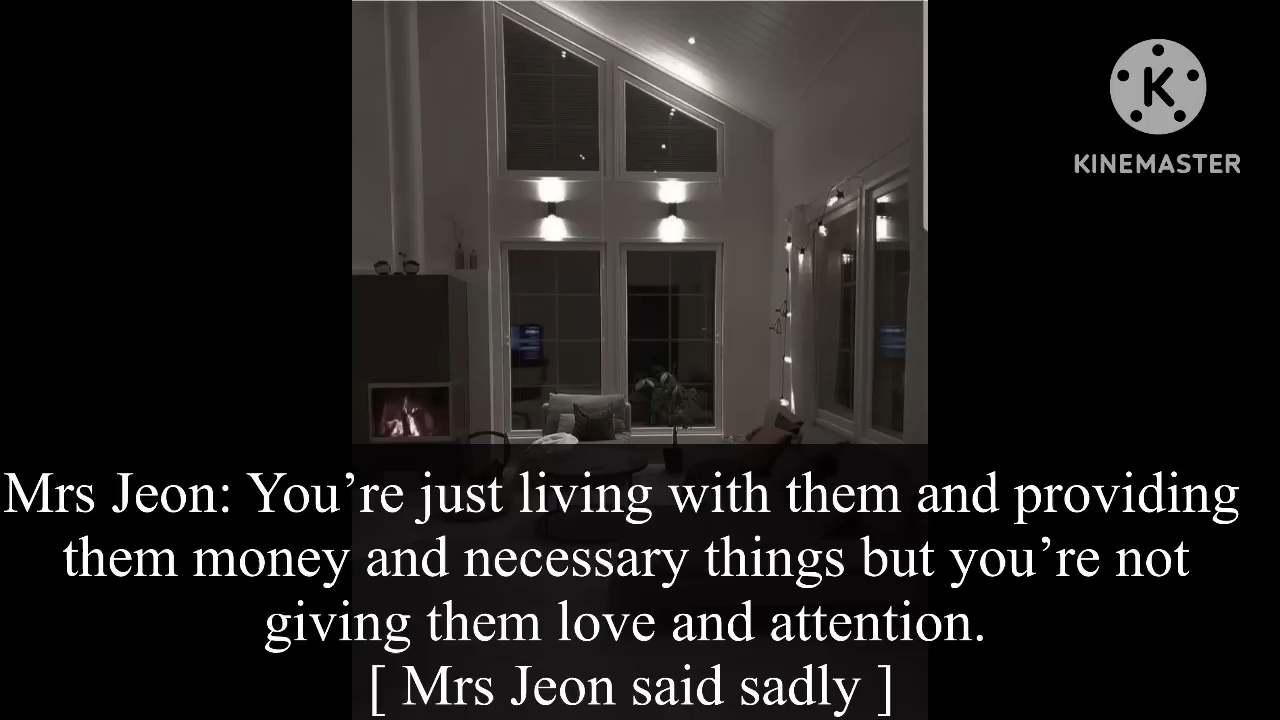 K
KINEMASTER
Mrs Jeon: You’re just living with them and providing
them money and necessary things but you’re not
giving them love and attention.
[ Mrs Jeon said sadly ]